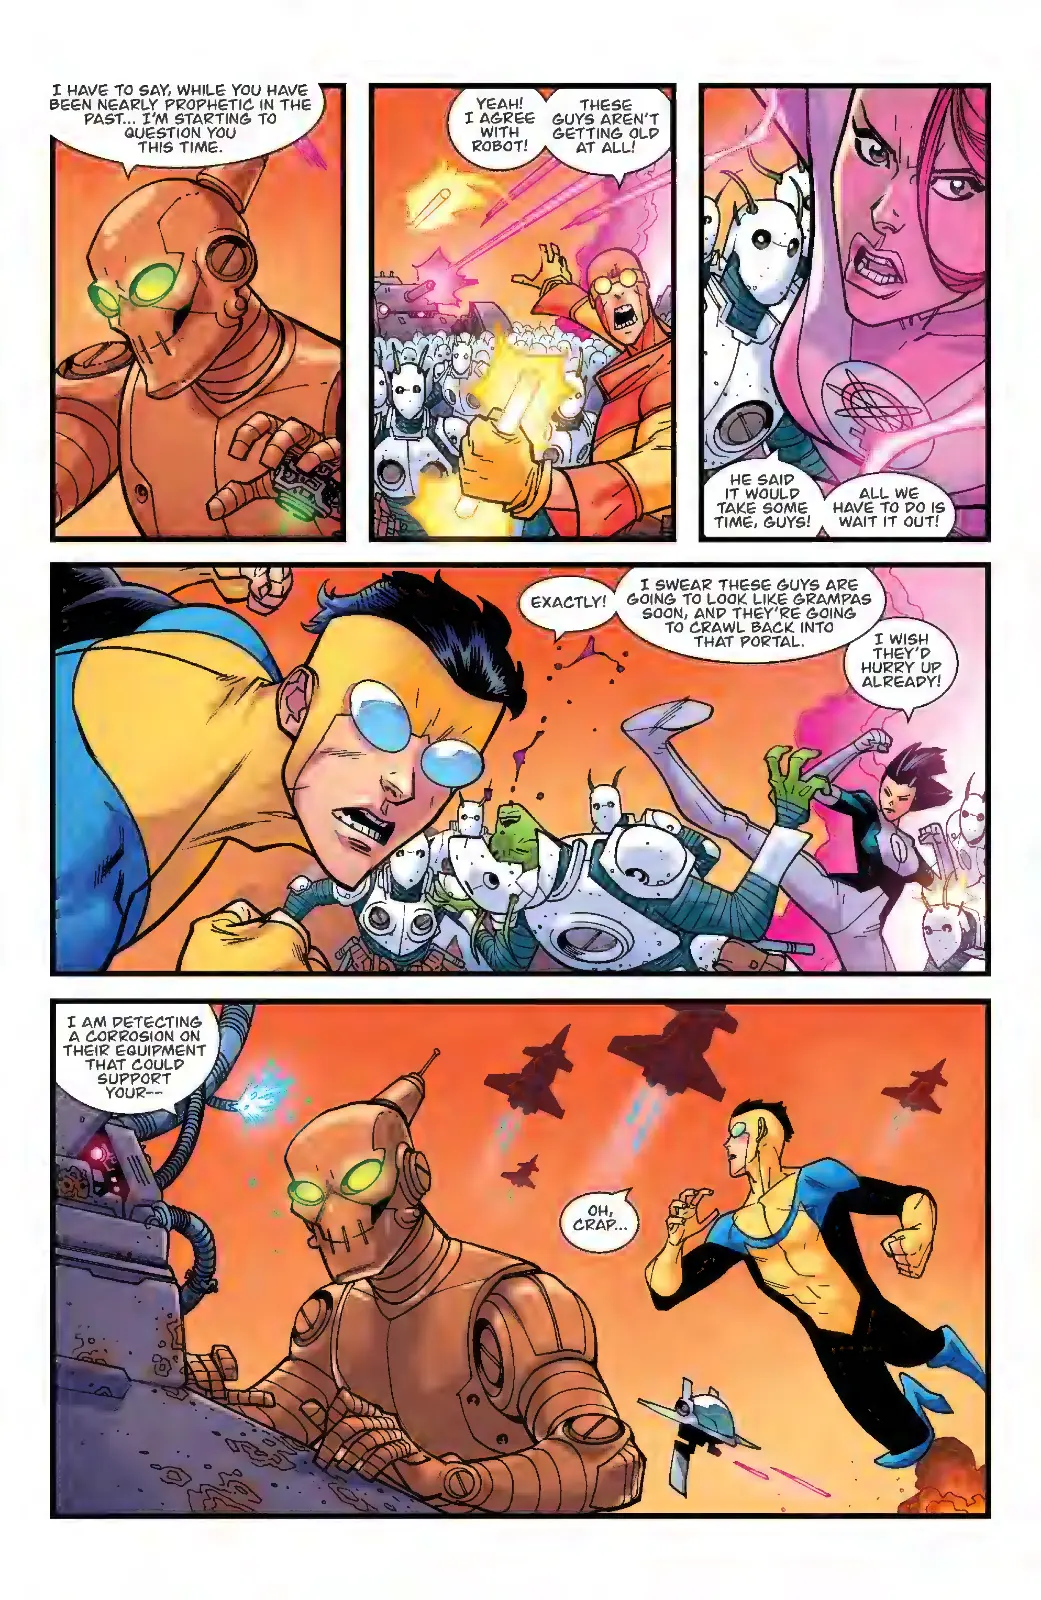 I HAVE TO SAY, WHILE YOU HAVE
BEEN NEARLY PROPHETIC IN THE
PAST... I'M STARTING TO
QUESTION YOU
THIS TIME.
YEAH!
I AGREE
WITH
ROBOT!
THESE
GUYS AREN'T
GETTING OLD
AT ALL!
HE SAID
IT WOULD
TAKE SOME
TIME, GUYS!
ALL WE
HAVE TO DO IS
WAIT IT OUT!
EXACTLY!
I SWEAR THESE GUYS ARE
GOING TO LOOK LIKE GRAMPAS
SOON, AND THEY'RE GOING
TO CRAWL BACK INTO
THAT PORTAL.
I WISH
THEY'D
HURRY UP
ALREADY!
I AM DETECTING
A CORROSION ON
THEIR EQUIPMENT
THAT COULD
SUPPORT
YOUR--
OH,
CRAP...